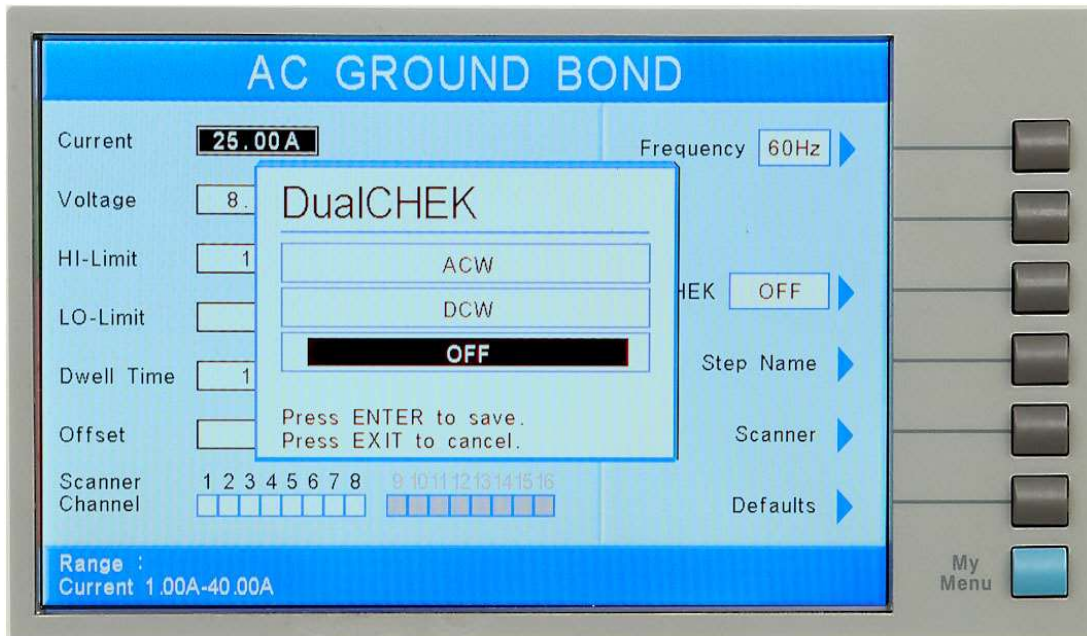 AC GROUND BOND
Current 25.00A
Frequency 60Hz
Voltage 8.
HI-Limit 1
LO-Limit
Dwell Time 1
Offset
DualCHEK
ACW
DCW
OFF
Press ENTER to save.
Press EXIT to cancel.
HEK OFF
Step Name
Scanner
Defaults
Scanner
Channel
1 2 3 4 5 6 7 8 9 10 11 12 13 14 15 16
Range :
Current 1.00A-40.00A
My
Menu